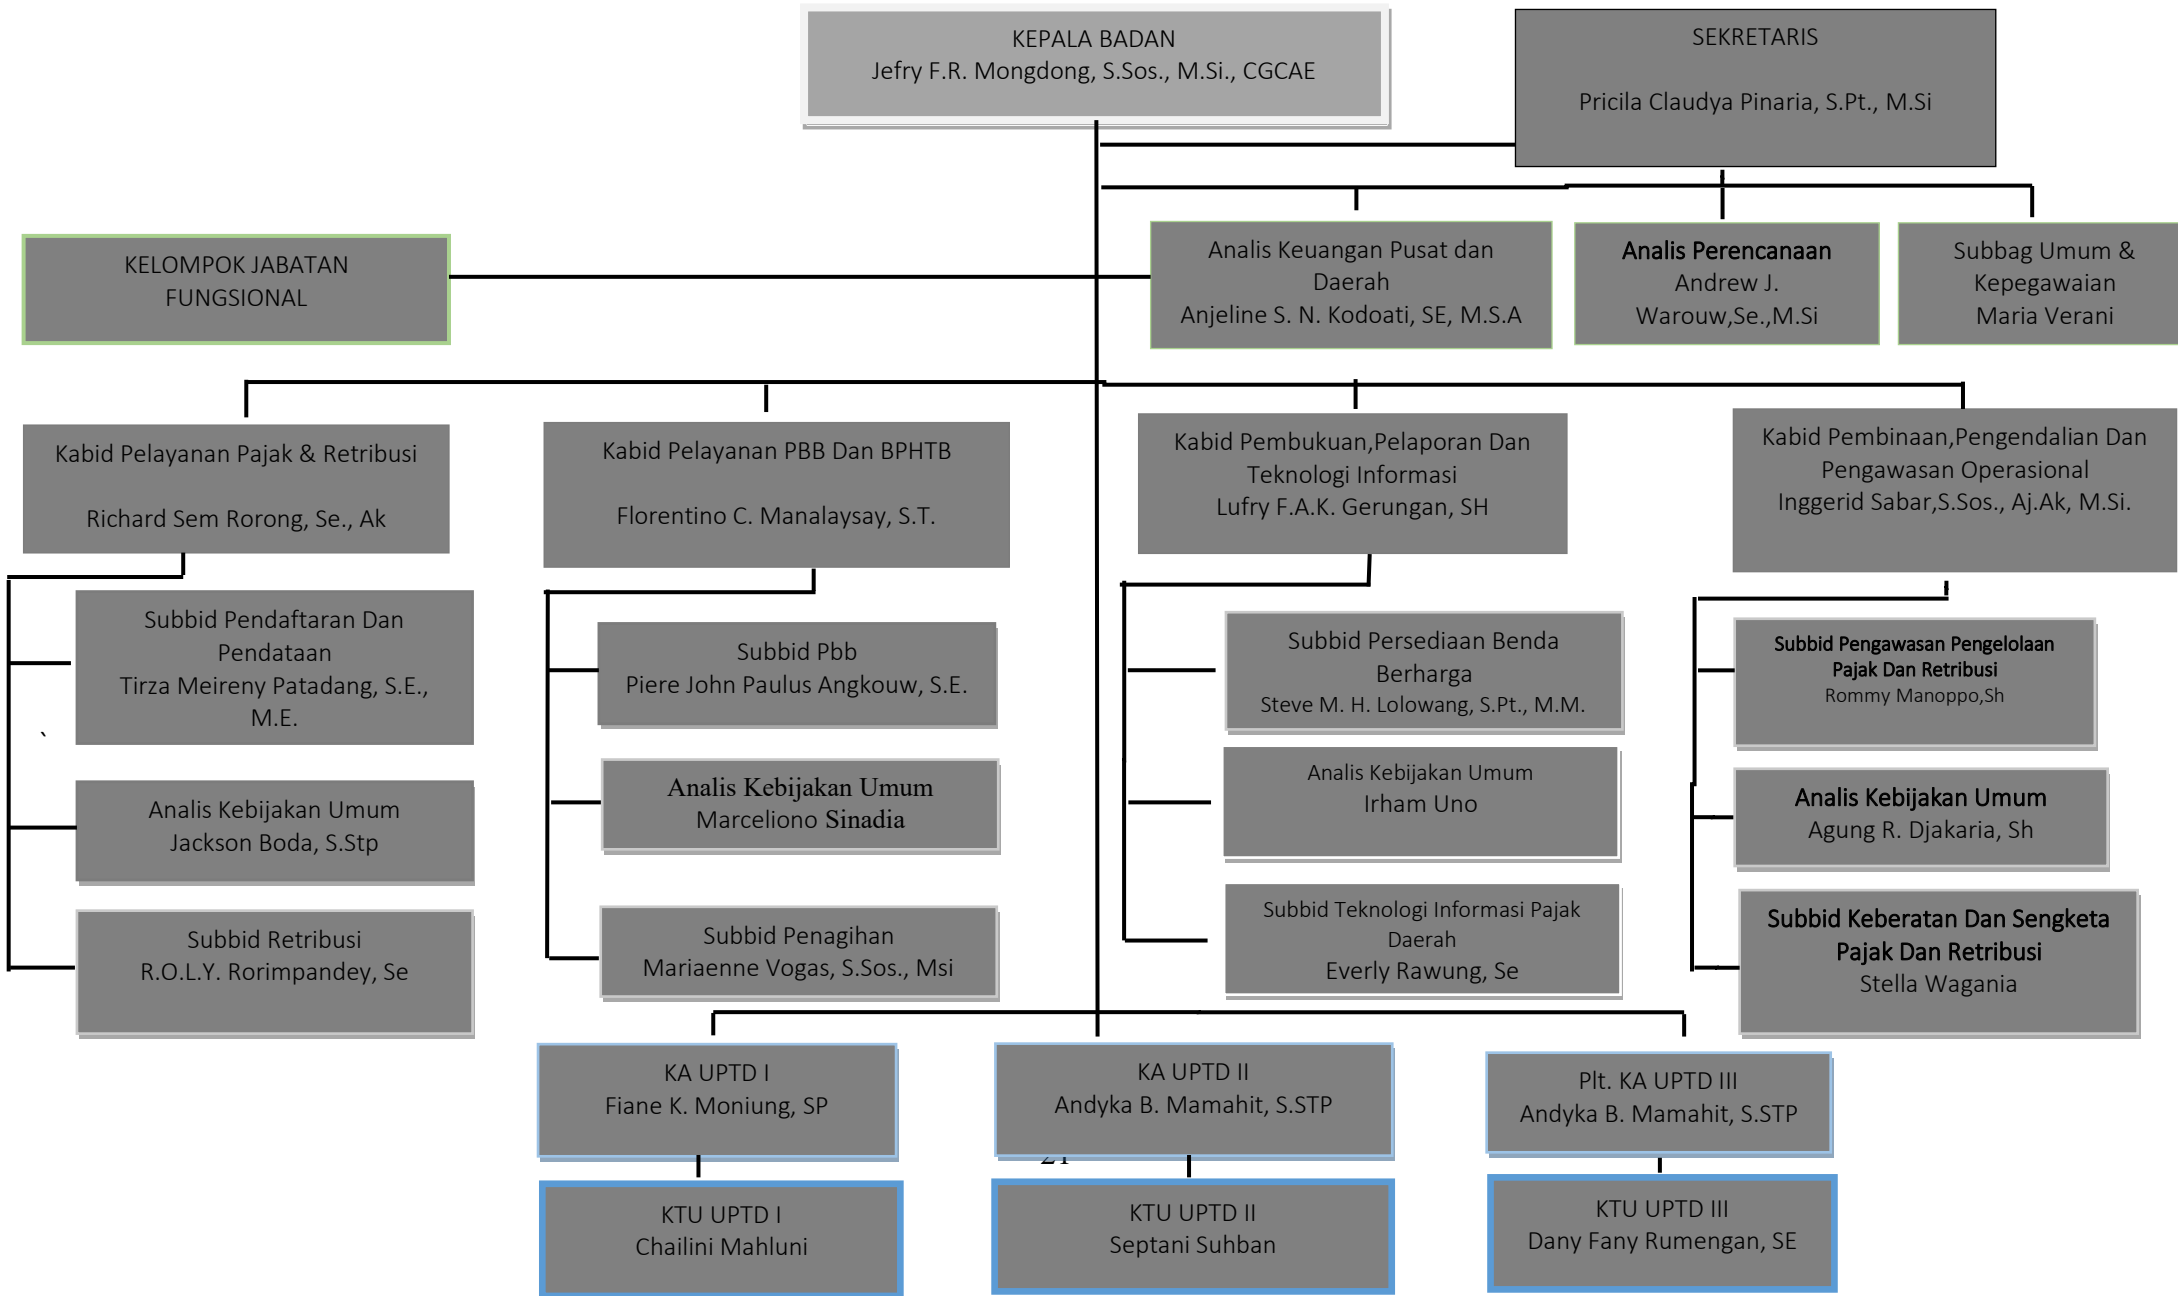 KEPALA BADAN
Jefry F.R. Mongdong, S.Sos., M.Si., CGCAE
SEKRETARIS
Pricila Claudya Pinaria, S.Pt., M.Si
KELOMPOK JABATAN
FUNGSIONAL
Analis Keuangan Pusat dan
Daerah
Anjeline S. N. Kodoati, SE, M.S.A
Analis Perencanaan
Andrew J.
Warouw,Se.,M.Si
Subbag Umum &
Kepegawaian
Maria Verani
Kabid Pelayanan Pajak & Retribusi
Richard Sem Rorong, Se., Ak
Kabid Pelayanan PBB Dan BPHTB
Florentino C. Manalaysay, S.T.
Kabid Pembukuan,Pelaporan Dan
Teknologi Informasi
Lufry F.A.K. Gerungan, SH
Kabid Pembinaan,Pengendalian Dan
Pengawasan Operasional
Inggerid Sabar,S.Sos., Aj.Ak, M.Si.
Subbid Pendaftaran Dan
Pendataan
Tirza Meireny Patadang, S.E.,
M.E.
`
Analis Kebijakan Umum
Jackson Boda, S.Stp
Subbid Retribusi
R.O.L.Y. Rorimpandey, Se
Subbid Pbb
Piere John Paulus Angkouw, S.E.
Analis Kebijakan Umum
Marceliono Sinadia
Subbid Penagihan
Mariaenne Vogas, S.Sos., Msi
Subbid Persediaan Benda
Berharga
Steve M. H. Lolowang, S.Pt., M.M.
Analis Kebijakan Umum
Irham Uno
Subbid Teknologi Informasi Pajak
Daerah
Everly Rawung, Se
Subbid Pengawasan Pengelolaan
Pajak Dan Retribusi
Rommy Manoppo,Sh
Analis Kebijakan Umum
Agung R. Djakaria, Sh
Subbid Keberatan Dan Sengketa
Pajak Dan Retribusi
Stella Wagania
KA UPTD I
Fiane K. Moniung, SP
KA UPTD II
Andyka B. Mamahit, S.STP
Plt. KA UPTD III
Andyka B. Mamahit, S.STP
KTU UPTD I
Chailini Mahluni
KTU UPTD II
Septani Suhban
KTU UPTD III
Dany Fany Rumengan, SE